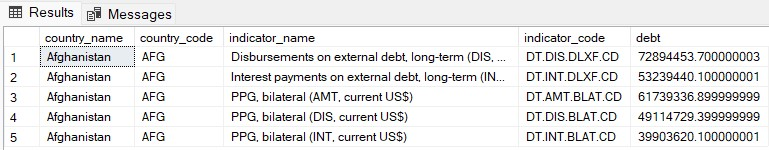 Results Messages
country_name country_code indicator_name indicator_code debt
1 Afghanistan AFG Disbursements on external debt, long-term (DIS, ... DT.DIS.DLXF.CD 72894453.700000003
2 Afghanistan AFG Interest payments on external debt, long-term (IN... DT.INT.DLXF.CD 53239440.100000001
3 Afghanistan AFG PPG, bilateral (AMT, current US$) DT.AMT.BLAT.CD 61739336.899999999
4 Afghanistan AFG PPG, bilateral (DIS, current US$) DT.DIS.BLAT.CD 49114729.399999999
5 Afghanistan AFG PPG, bilateral (INT, current US$) DT.INT.BLAT.CD 39903620.100000001